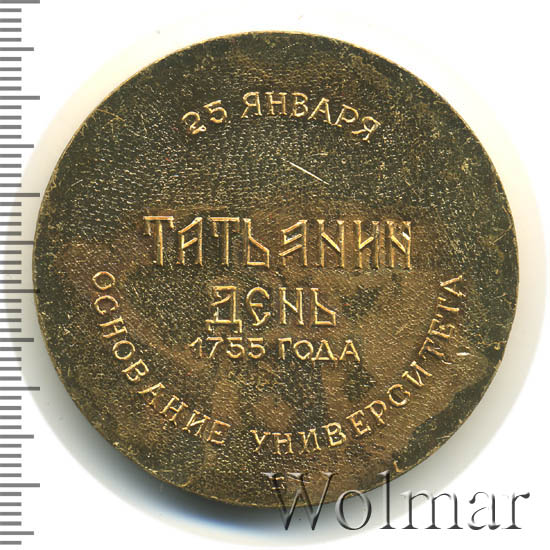 25 ЯНВАРЯ
ТАТЬЯНИН
ДЕНЬ
1755 ГОДА
ОСНОВАНИЕ УНИВЕРСИТЕТА
Wolmar